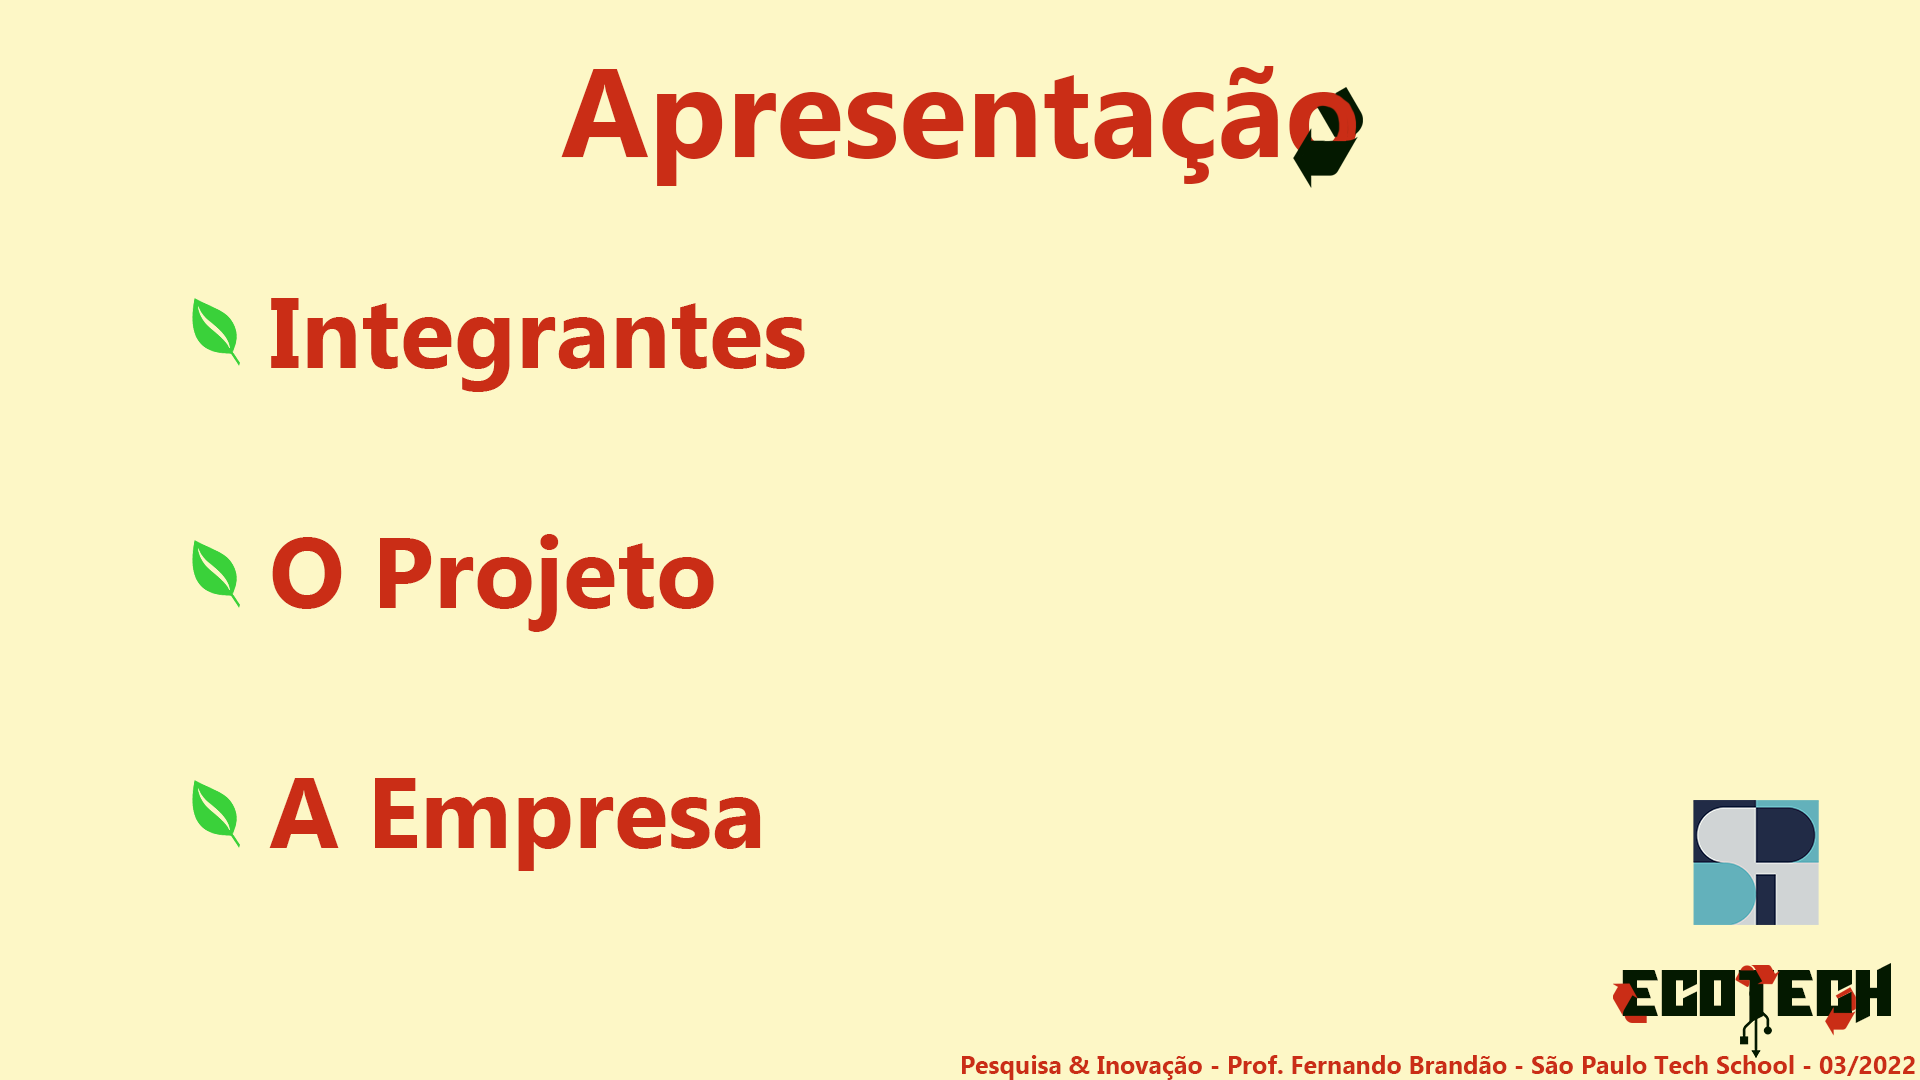 Apresentação
Integrantes
O Projeto
A Empresa
ECOTECH
Pesquisa & Inovação - Prof. Fernando Brandão - São Paulo Tech School - 03/2022